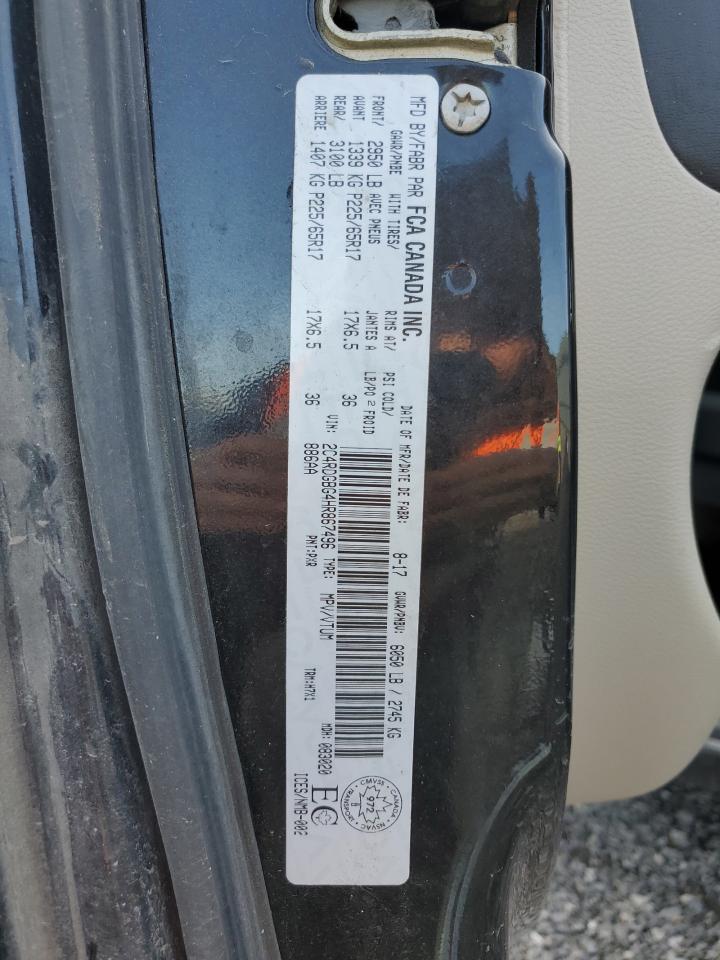 MFD BY/FABR PAR FCA CANADA INC.
DATE OF MFR/DATE DE FABR: 8-17 GVWR/PNBV: 6050 LB / 2745 KG
GAWR/PNBE WITH TIRES/ RIMS AT/ PSI COLD/
AVEC PNEUS JANTES A LB/PO 2 FROID
FRONT/ 2950 LB
AVANT 1339 KG P225/65R17 17X6.5 36
REAR/ 3100 LB
ARRIERE 1407 KG P225/65R17 17X6.5 36
VIN: 2C4RDGBG4HR867496 TYPE: MPV/VTUM MDH: 083020
886AA PNT:PXR TRM:H7X1
ICES/NMB-002
EC
CMVSS CANADA NSVAC TRANSPORT
972
B